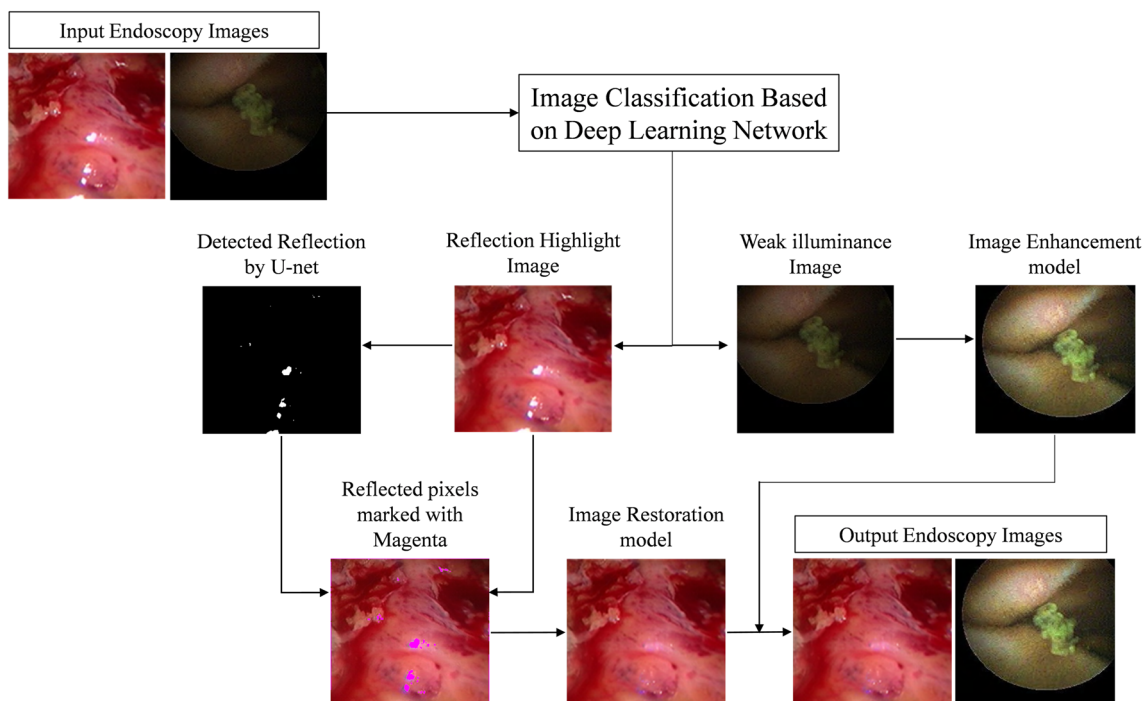 Input Endoscopy Images
Image Classification Based
on Deep Learning Network
Detected Reflection
by U-net
Reflection Highlight
Image
Weak illuminance
Image
Image Enhancement
model
Reflected pixels
marked with
Magenta
Image Restoration
model
Output Endoscopy Images